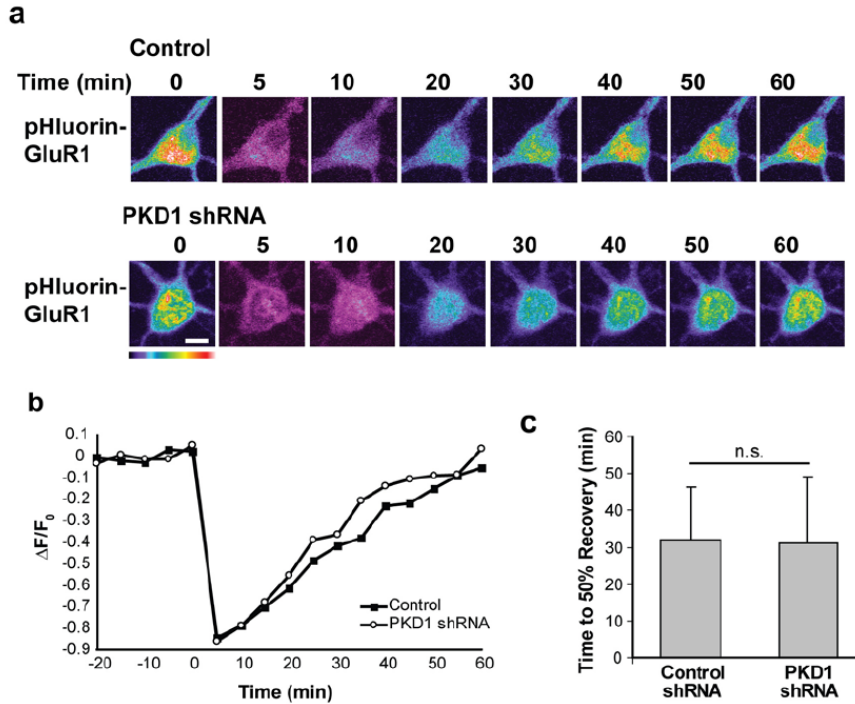 a
Control
Time (min) 0 5 10 20 30 40 50 60
pHluorin-
GluR1
PKD1 shRNA
0 5 10 20 30 40 50 60
pHluorin-
GluR1
b
0.1
0
-0.1
-0.2
-0.3
-0.4
-0.5
-0.6
-0.7
-0.8
-0.9
ΔF/F0
Control
PKD1 shRNA
-20 -10 0 10 20 30 40 50 60
Time (min)
c
60
50
40
30
20
10
0
Time to 50% Recovery (min)
n.s.
Control
shRNA
PKD1
shRNA